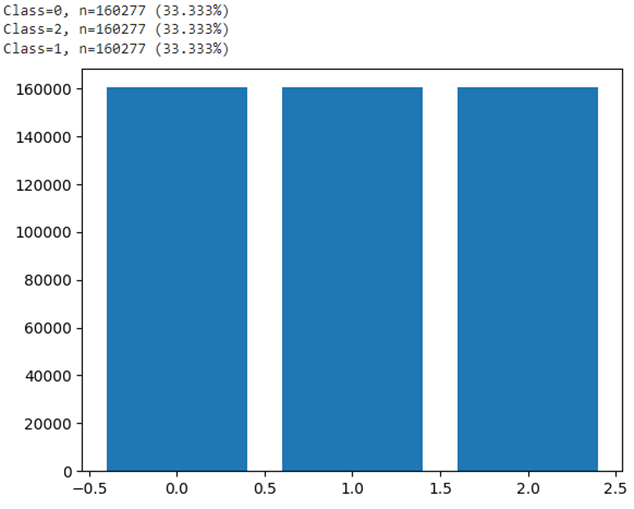 Class=0, n=160277 (33.333%)
Class=2, n=160277 (33.333%)
Class=1, n=160277 (33.333%)
160000
140000
120000
100000
80000
60000
40000
20000
0
−0.5 0.0 0.5 1.0 1.5 2.0 2.5